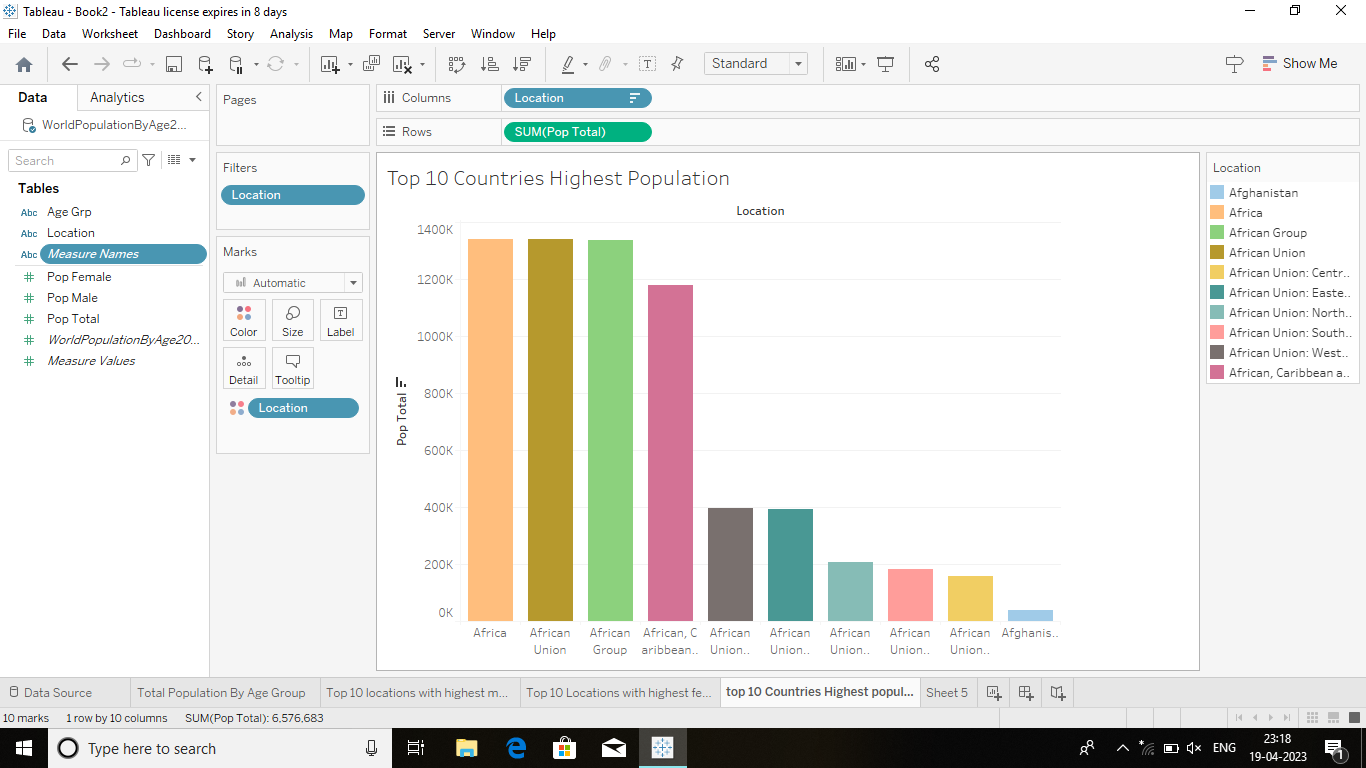 Tableau - Book2 - Tableau license expires in 8 days
File Data Worksheet Dashboard Story Analysis Map Format Server Window Help
Standard
Show Me
Data Analytics
WorldPopulationByAge2...
Search
Tables
Abc Age Grp
Abc Location
Abc Measure Names
# Pop Female
# Pop Male
# Pop Total
# WorldPopulationByAge20...
# Measure Values
Pages
Filters
Location
Marks
Automatic
Color Size Label
Detail Tooltip
Location
Columns Location
Rows SUM(Pop Total)
Top 10 Countries Highest Population
Location
Pop Total
1400K
1200K
1000K
800K
600K
400K
200K
0K
Africa
African
Union
African
Group
African, C
aribbean..
African
Union..
African
Union..
African
Union..
African
Union..
African
Union..
Afghanis..
Location
Afghanistan
Africa
African Group
African Union
African Union: Centr..
African Union: Easte..
African Union: North..
African Union: South..
African Union: West..
African, Caribbean a..
Data Source Total Population By Age Group Top 10 locations with highest m... Top 10 Locations with highest fe... top 10 Countries Highest popul... Sheet 5
10 marks 1 row by 10 columns SUM(Pop Total): 6,576,683
Type here to search
ENG
23:18
19-04-2023
1